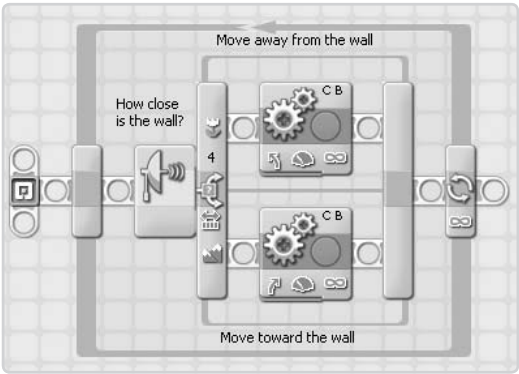 Move away from the wall
How close
is the wall?
C B
4
C B
Move toward the wall